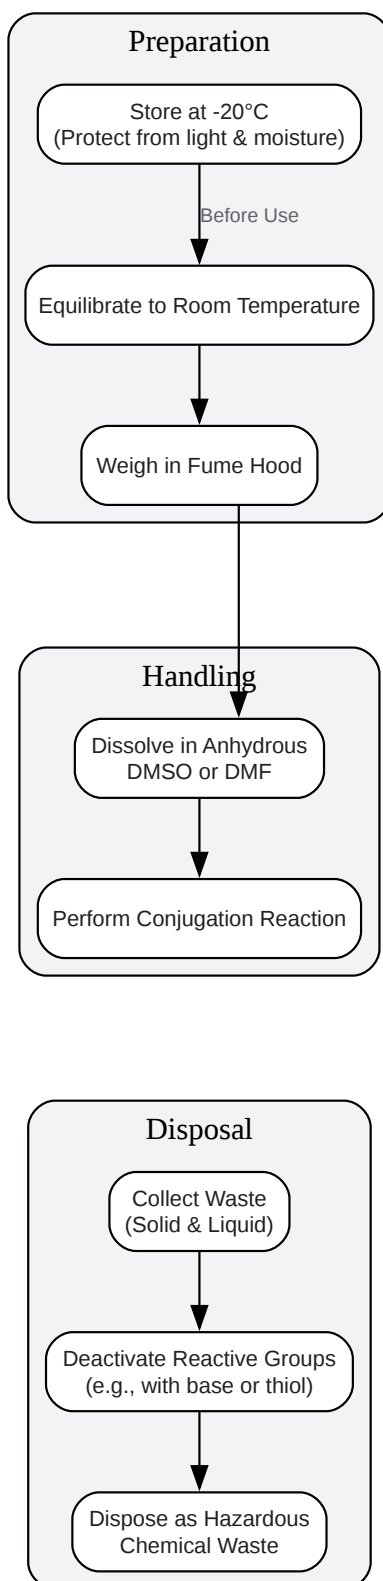 Preparation
Store at -20°C
(Protect from light & moisture)
Before Use
Equilibrate to Room Temperature
Weigh in Fume Hood
Handling
Dissolve in Anhydrous
DMSO or DMF
Perform Conjugation Reaction
Disposal
Collect Waste
(Solid & Liquid)
Deactivate Reactive Groups
(e.g., with base or thiol)
Dispose as Hazardous
Chemical Waste